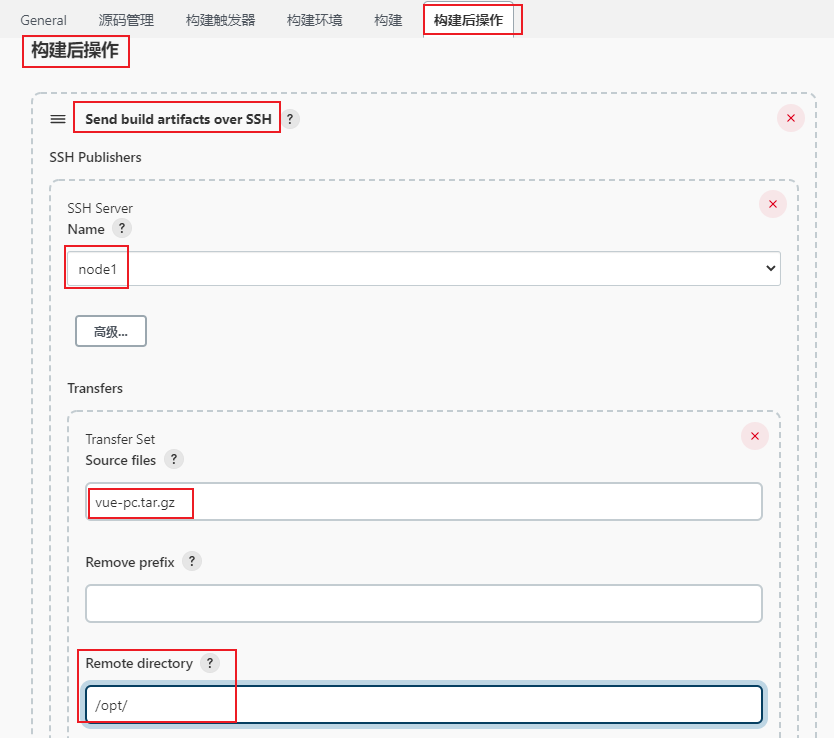 General 源码管理 构建触发器 构建环境 构建 构建后操作
构建后操作
Send build artifacts over SSH ?
SSH Publishers
SSH Server
Name ?
node1
高级...
Transfers
Transfer Set
Source files ?
vue-pc.tar.gz
Remove prefix ?
Remote directory ?
/opt/